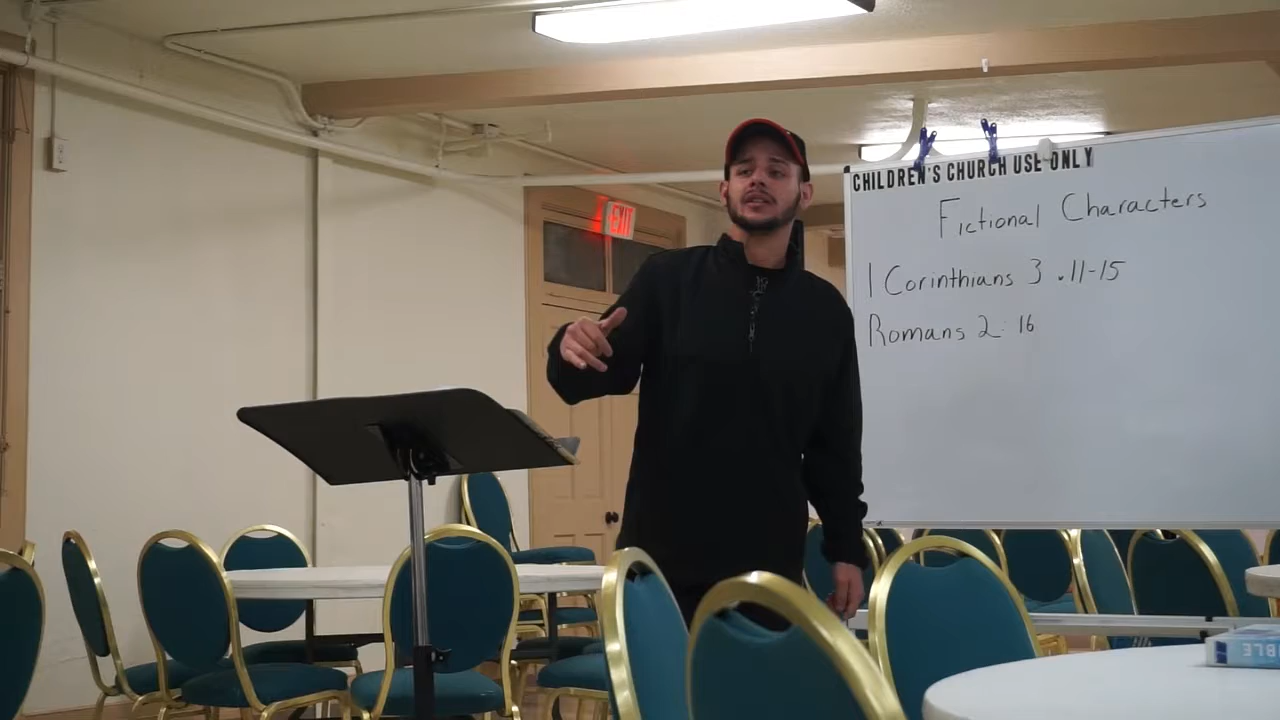 EXIT
CHILDREN'S CHURCH USE ONLY
Fictional Characters
1 Corinthians 3 .11-15
Romans 2: 16